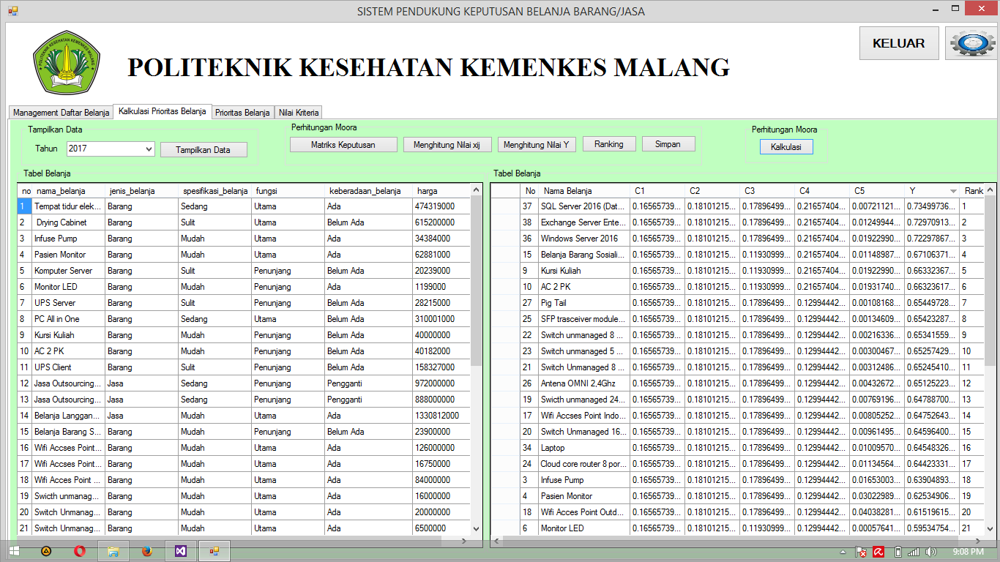 SISTEM PENDUKUNG KEPUTUSAN BELANJA BARANG/JASA
POLITEKNIK KESEHATAN KEMENKES MALANG
POLITEKNIK KESEHATAN KEMENKES MALANG
KELUAR
Management Daftar Belanja Kalkulasi Prioritas Belanja Prioritas Belanja Nilai Kriteria
Tampilkan Data
Tahun 2017 Tampilkan Data
Perhitungan Moora
Matriks Keputusan Menghitung Nilai xij Menghitung Nilai Y Ranking Simpan
Perhitungan Moora
Kalkulasi
Tabel Belanja
no nama_belanja jenis_belanja spesifikasi_belanja fungsi keberadaan_belanja harga
1 Tempat tidur elek... Barang Sedang Utama Ada 474319000
2 Drying Cabinet Barang Sulit Utama Belum Ada 615200000
3 Infuse Pump Barang Mudah Utama Ada 34384000
4 Pasien Monitor Barang Mudah Utama Ada 62881000
5 Komputer Server Barang Sulit Penunjang Belum Ada 20239000
6 Monitor LED Barang Mudah Penunjang Ada 1199000
7 UPS Server Barang Sulit Penunjang Belum Ada 28215000
8 PC All in One Barang Sedang Utama Belum Ada 310001000
9 Kursi Kuliah Barang Mudah Penunjang Belum Ada 40000000
10 AC 2 PK Barang Mudah Penunjang Belum Ada 40182000
11 UPS Client Barang Sulit Penunjang Belum Ada 158327000
12 Jasa Outsourcing... Jasa Sedang Penunjang Pengganti 972000000
13 Jasa Outsourcing... Jasa Sedang Penunjang Pengganti 888000000
14 Belanja Langgan... Jasa Mudah Utama Ada 1330812000
15 Belanja Barang S... Barang Mudah Penunjang Belum Ada 23900000
16 Wifi Accses Point... Barang Mudah Utama Ada 126000000
17 Wifi Accses Point... Barang Mudah Utama Ada 16750000
18 Wifi Acces Point ... Barang Mudah Utama Ada 84000000
19 Swicth unmanag... Barang Mudah Utama Ada 16000000
20 Switch Unmanag... Barang Mudah Utama Ada 20000000
21 Switch Unmanag... Barang Mudah Utama Ada 6500000
Tabel Belanja
No Nama Belanja C1 C2 C3 C4 C5 Y Rank
37 SQL Server 2016 (Dat... 0.16565739... 0.18101215... 0.17896499... 0.21657404... 0.00721121... 0.73499736... 1
38 Exchange Server Ente... 0.16565739... 0.18101215... 0.17896499... 0.21657404... 0.01249944... 0.72970913... 2
36 Windows Server 2016 0.16565739... 0.18101215... 0.17896499... 0.21657404... 0.01922990... 0.72297867... 3
15 Belanja Barang Sosiali... 0.16565739... 0.18101215... 0.11930999... 0.21657404... 0.01148987... 0.67106371... 4
9 Kursi Kuliah 0.16565739... 0.18101215... 0.11930999... 0.21657404... 0.01922990... 0.66332367... 5
10 AC 2 PK 0.16565739... 0.18101215... 0.11930999... 0.21657404... 0.01931740... 0.66323617... 6
27 Pig Tail 0.16565739... 0.18101215... 0.17896499... 0.12994442... 0.00108168... 0.65449728... 7
25 SFP trasceiver module... 0.16565739... 0.18101215... 0.17896499... 0.12994442... 0.00134609... 0.65423287... 8
22 Switch unmanaged 8 ... 0.16565739... 0.18101215... 0.17896499... 0.12994442... 0.00216336... 0.65341559... 9
23 Switch unmanaged 5 ... 0.16565739... 0.18101215... 0.17896499... 0.12994442... 0.00300467... 0.65257429... 10
21 Switch Unmanaged 8 ... 0.16565739... 0.18101215... 0.17896499... 0.12994442... 0.00312486... 0.65245410... 11
26 Antena OMNI 2,4Ghz 0.16565739... 0.18101215... 0.17896499... 0.12994442... 0.00432672... 0.65125223... 12
19 Swicth unmanaged 24... 0.16565739... 0.18101215... 0.17896499... 0.12994442... 0.00769196... 0.64788700... 13
17 Wifi Accses Point Indo... 0.16565739... 0.18101215... 0.17896499... 0.12994442... 0.00805252... 0.64752643... 14
20 Switch Unmanaged 16... 0.16565739... 0.18101215... 0.17896499... 0.12994442... 0.00961495... 0.64596400... 15
34 Laptop 0.16565739... 0.18101215... 0.17896499... 0.12994442... 0.01009570... 0.64548326... 16
24 Cloud core router 8 por... 0.16565739... 0.18101215... 0.17896499... 0.12994442... 0.01134564... 0.64423331... 17
3 Infuse Pump 0.16565739... 0.18101215... 0.17896499... 0.12994442... 0.01653003... 0.63904893... 18
4 Pasien Monitor 0.16565739... 0.18101215... 0.17896499... 0.12994442... 0.03022989... 0.62534906... 19
18 Wifi Acces Point Outd... 0.16565739... 0.18101215... 0.17896499... 0.12994442... 0.04038281... 0.61519615... 20
6 Monitor LED 0.16565739... 0.18101215... 0.11930999... 0.12994442... 0.00057641... 0.59534754... 21
9:08 PM